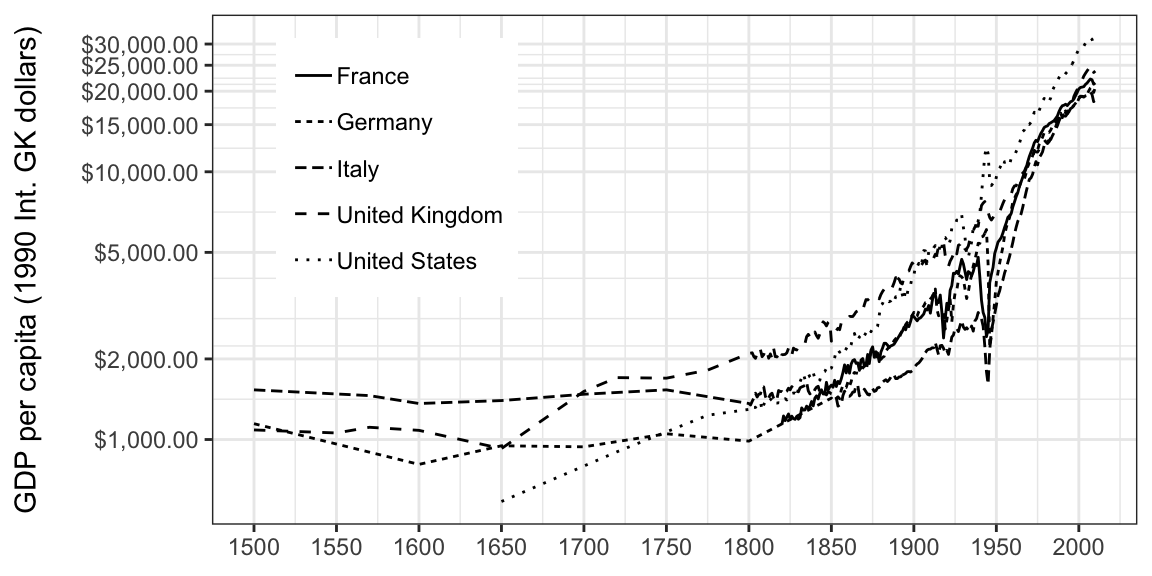 GDP per capita (1990 Int. GK dollars)
$30,000.00
$25,000.00
$20,000.00
$15,000.00
$10,000.00
$5,000.00
$2,000.00
$1,000.00
France
Germany
Italy
United Kingdom
United States
1500 1550 1600 1650 1700 1750 1800 1850 1900 1950 2000